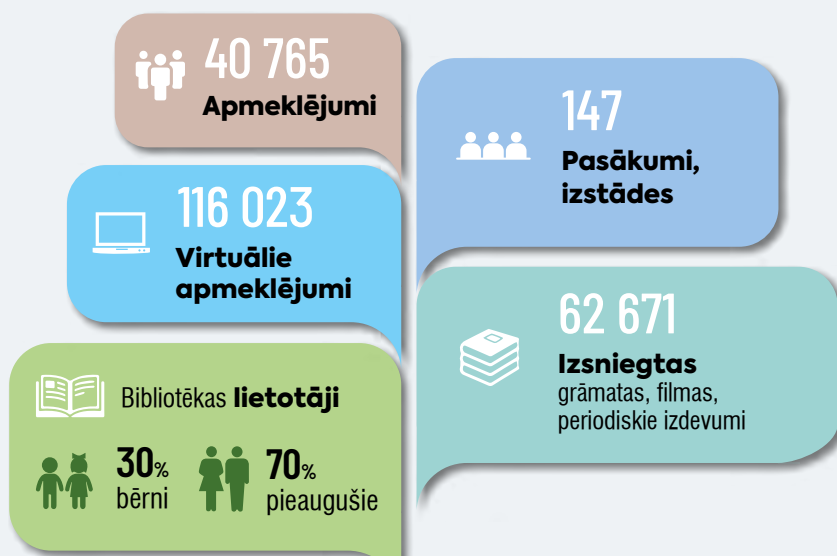 40 765
Apmeklējumi
147
Pasākumi,
izstādes
116 023
Virtuālie
apmeklējumi
62 671
Izsniegtas
grāmatas, filmas,
periodiskie izdevumi
Bibliotēkas lietotāji
30%
bērni
70%
pieaugušie